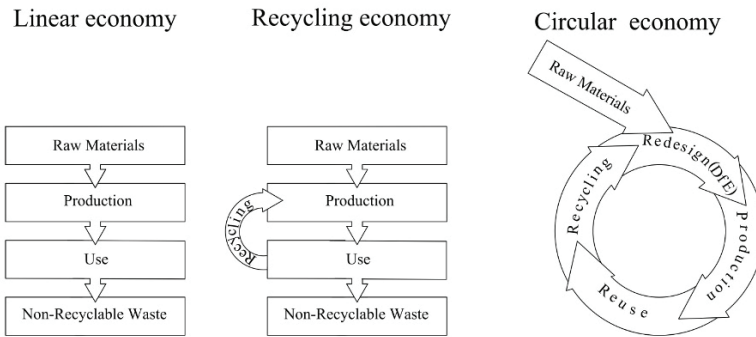 Linear economy
Raw Materials
Production
Use
Non-Recyclable Waste
Recycling economy
Raw Materials
Production
Use
Non-Recyclable Waste
Recycling
Circular economy
Raw Materials
Redesign(DfE)
Production
Reuse
Recycling